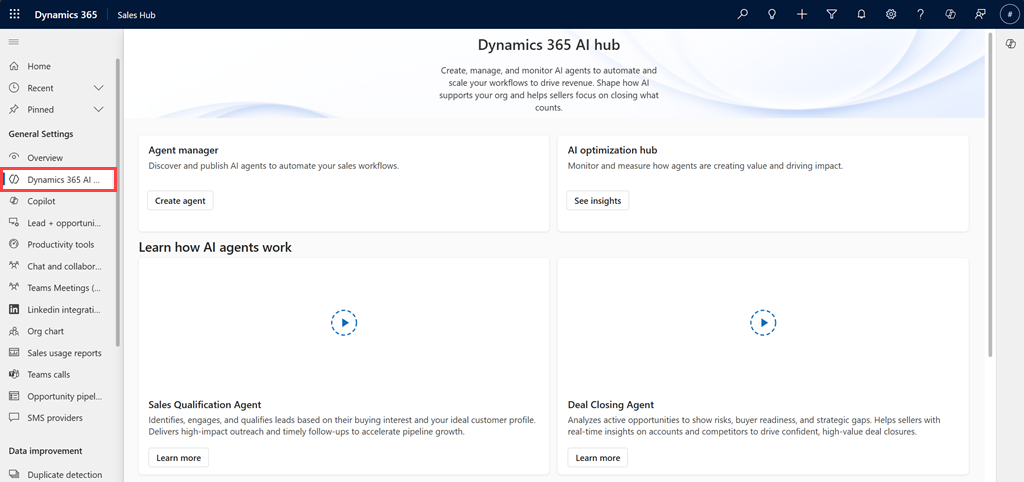 Dynamics 365
Sales Hub
#
Home
Recent
Pinned
General Settings
Overview
Dynamics 365 AI ...
Copilot
Lead + opportuni...
Productivity tools
Chat and collabor...
Teams Meetings (...
Linkedin integrati...
Org chart
Sales usage reports
Teams calls
Opportunity pipel...
SMS providers
Data improvement
Duplicate detection
Dynamics 365 AI hub
Create, manage, and monitor AI agents to automate and
scale your workflows to drive revenue. Shape how AI
supports your org and helps sellers focus on closing what
counts.
Agent manager
Discover and publish AI agents to automate your sales workflows.
Create agent
AI optimization hub
Monitor and measure how agents are creating value and driving impact.
See insights
Learn how AI agents work
Sales Qualification Agent
Identifies, engages, and qualifies leads based on their buying interest and your ideal customer profile.
Delivers high-impact outreach and timely follow-ups to accelerate pipeline growth.
Learn more
Deal Closing Agent
Analyzes active opportunities to show risks, buyer readiness, and strategic gaps. Helps sellers with
real-time insights on accounts and competitors to drive confident, high-value deal closures.
Learn more